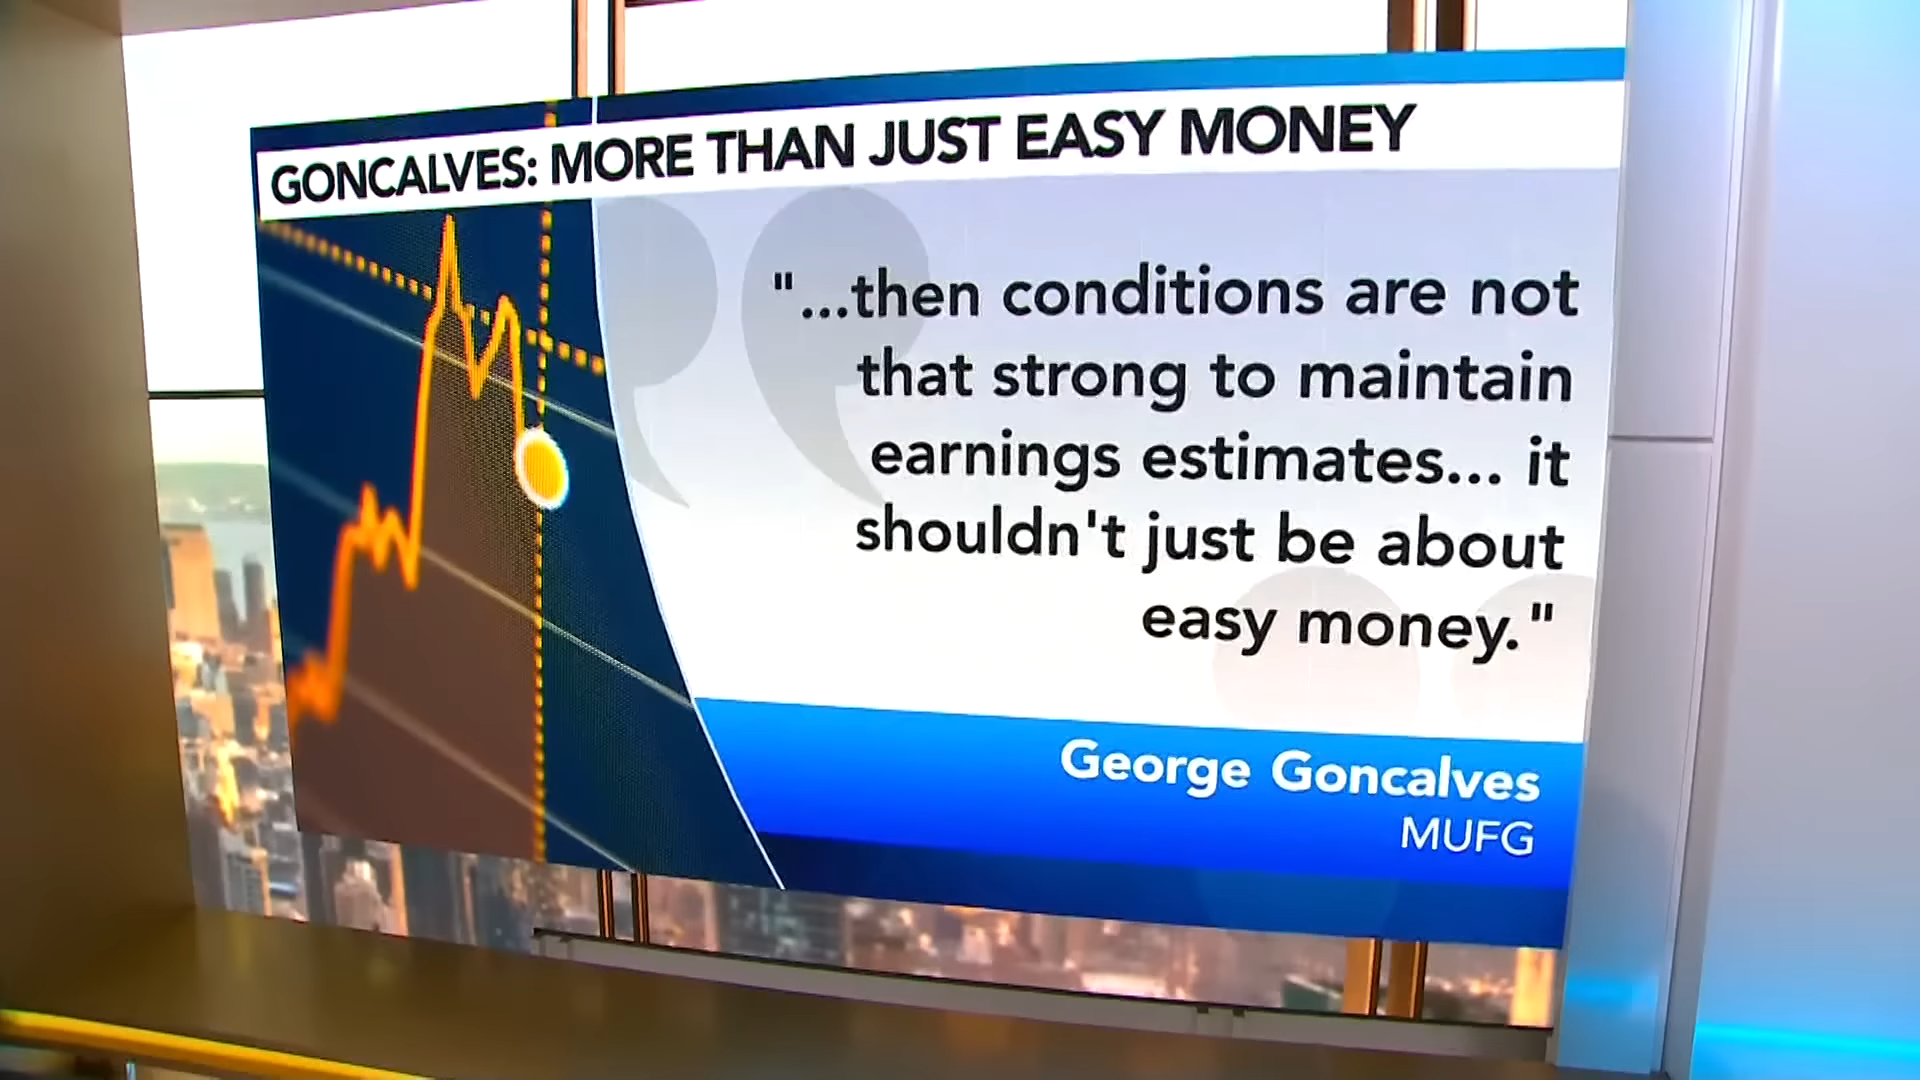 GONCALVES: MORE THAN JUST EASY MONEY
"...then conditions are not
that strong to maintain
earnings estimates... it
shouldn't just be about
easy money."
George Goncalves
MUFG